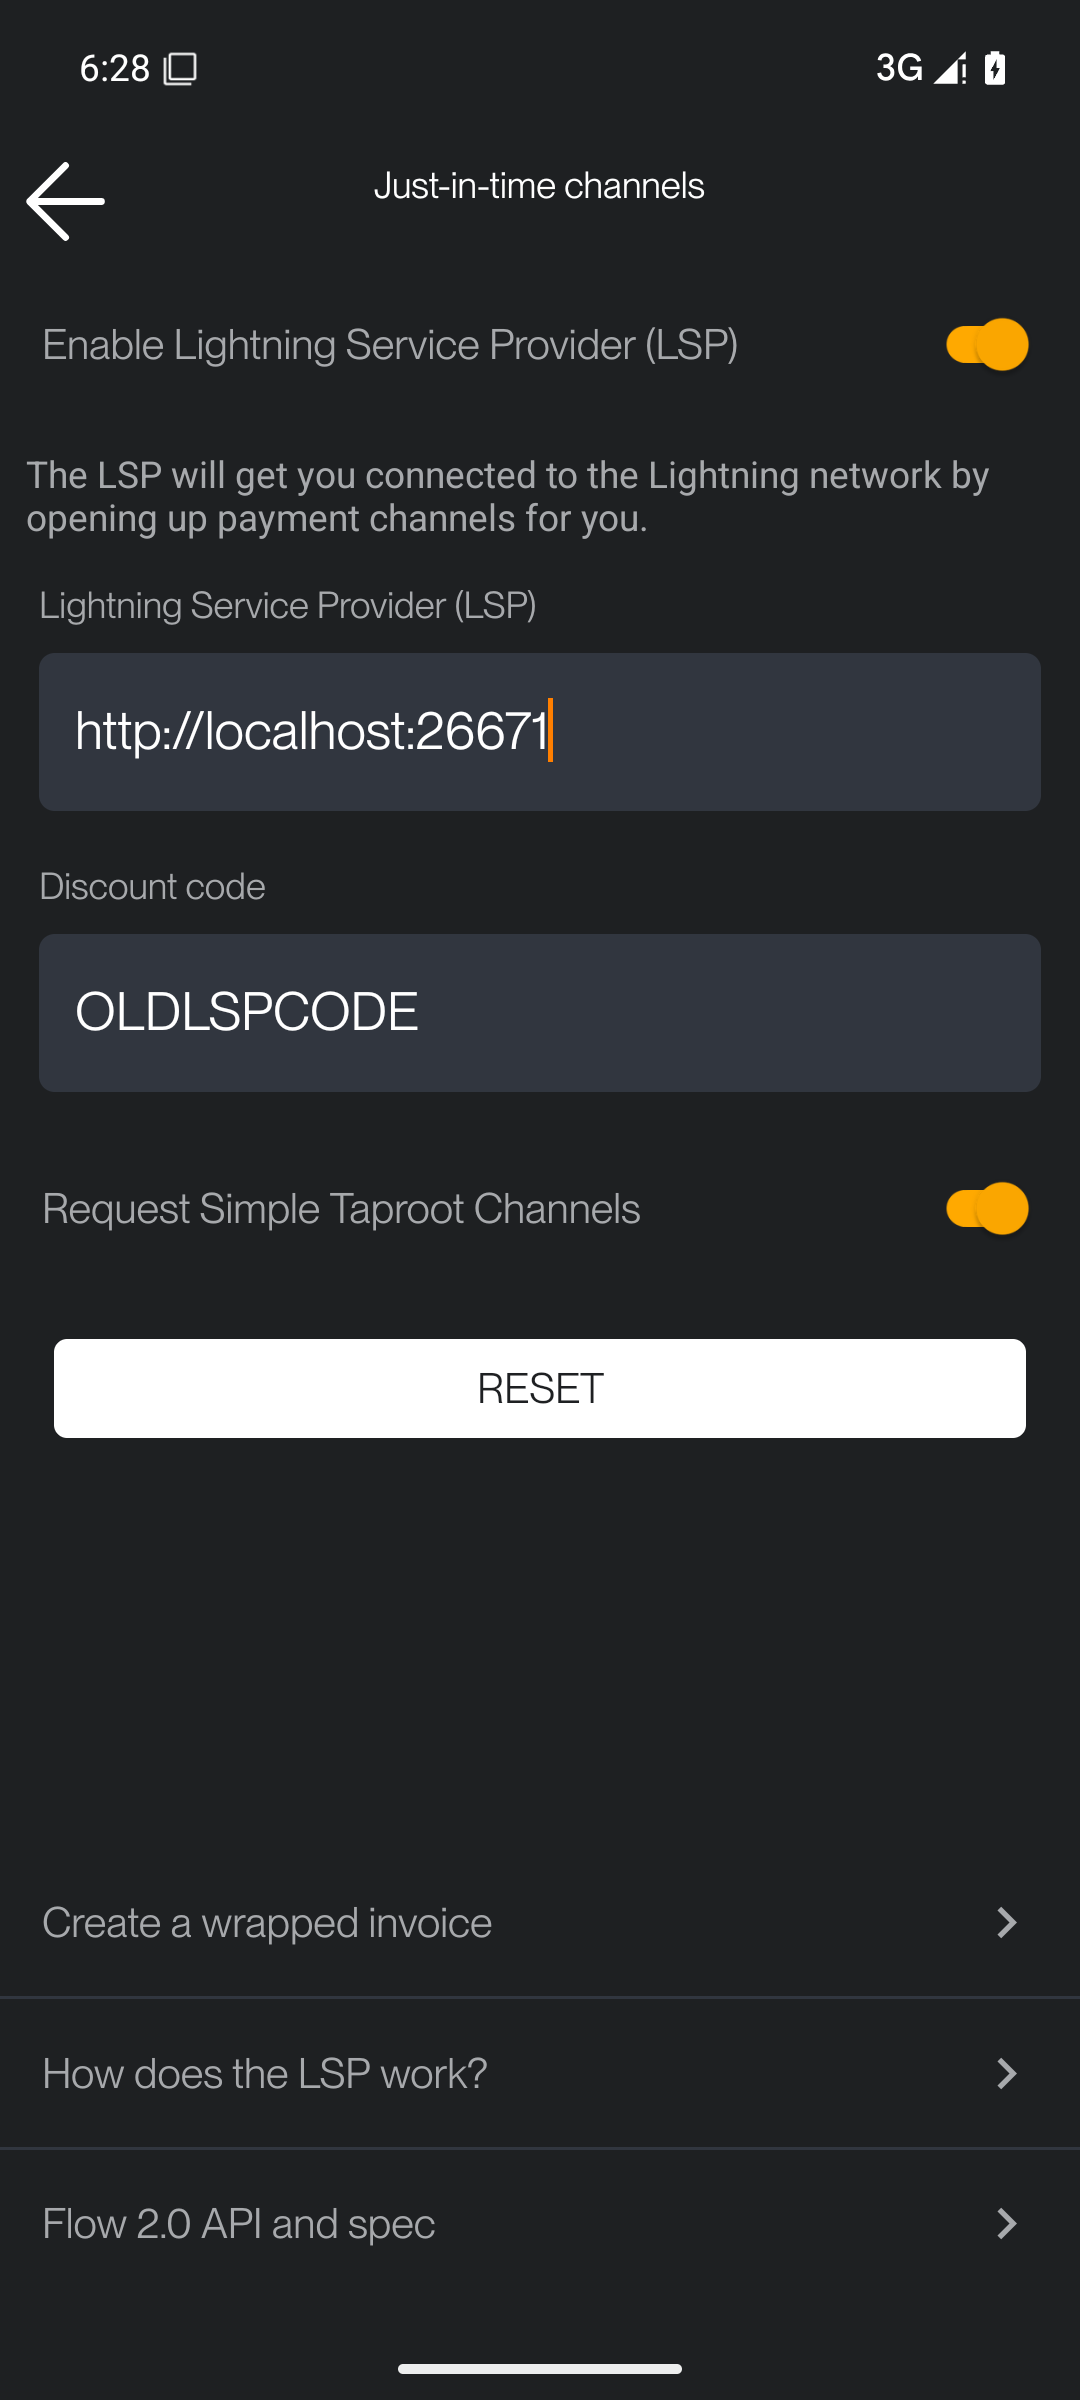 6:28
3G
Just-in-time channels
Enable Lightning Service Provider (LSP)
The LSP will get you connected to the Lightning network by
opening up payment channels for you.
Lightning Service Provider (LSP)
http://localhost:26671
Discount code
OLDLSPCODE
Request Simple Taproot Channels
RESET
Create a wrapped invoice
How does the LSP work?
Flow 2.0 API and spec